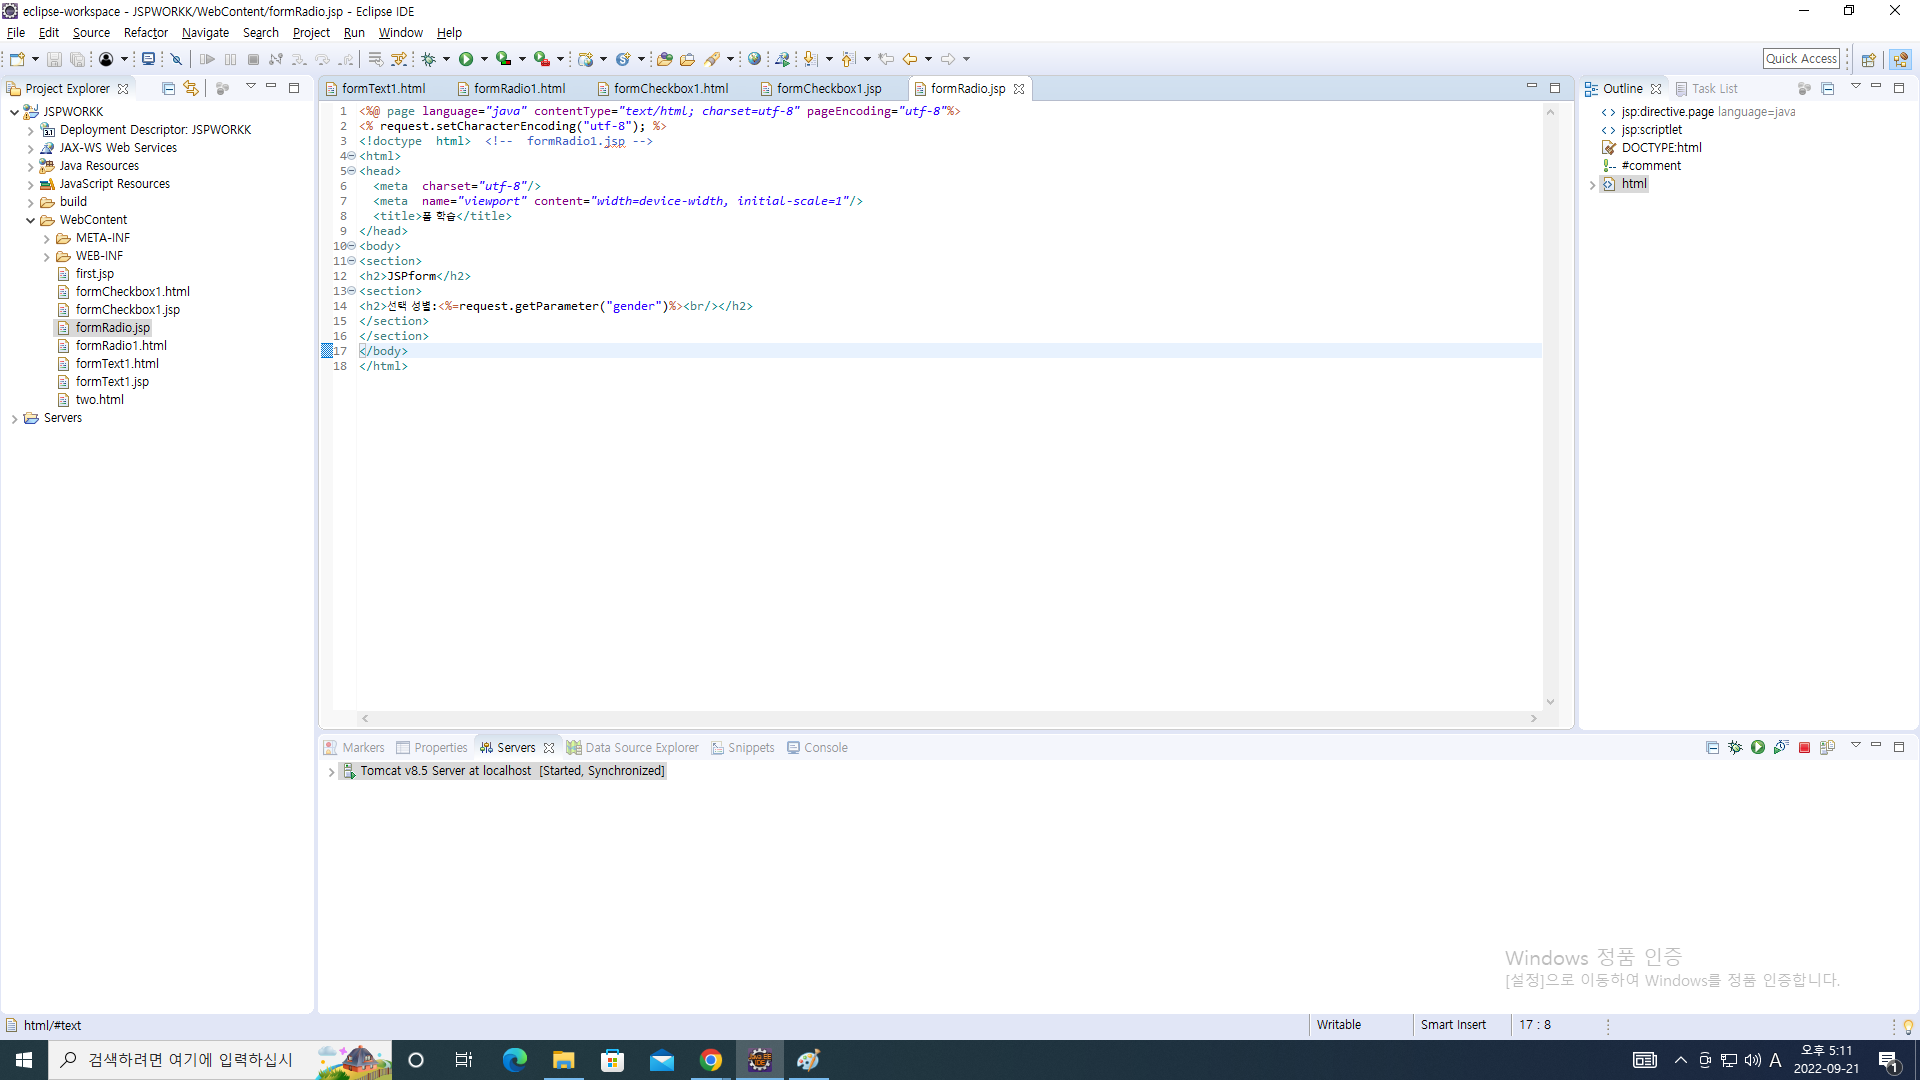 eclipse-workspace - JSPWORKK/WebContent/formRadio.jsp - Eclipse IDE
File Edit Source Refactor Navigate Search Project Run Window Help
Quick Access
Project Explorer
JSPWORKK
Deployment Descriptor: JSPWORKK
JAX-WS Web Services
Java Resources
JavaScript Resources
build
WebContent
META-INF
WEB-INF
first.jsp
formCheckbox1.html
formCheckbox1.jsp
formRadio.jsp
formRadio1.html
formText1.html
formText1.jsp
two.html
Servers
formText1.html formRadio1.html formCheckbox1.html formCheckbox1.jsp formRadio.jsp
1 <%@ page language="java" contentType="text/html; charset=utf-8" pageEncoding="utf-8"%>
2 <% request.setCharacterEncoding("utf-8"); %>
3 <!doctype  html>  <!--  formRadio1.jsp -->
4 <html>
5 <head>
6   <meta  charset="utf-8"/>
7   <meta  name="viewport" content="width=device-width, initial-scale=1"/>
8   <title>폼 학습</title>
9 </head>
10 <body>
11 <section>
12 <h2>JSPform</h2>
13 <section>
14 <h2>선택 성별:<%=request.getParameter("gender")%><br/></h2>
15 </section>
16 </section>
17 </body>
18 </html>
Outline Task List
jsp:directive.page language=java
jsp:scriptlet
DOCTYPE:html
#comment
html
Markers Properties Servers Data Source Explorer Snippets Console
Tomcat v8.5 Server at localhost  [Started, Synchronized]
Windows 정품 인증
[설정]으로 이동하여 Windows를 정품 인증합니다.
html/#text
Writable
Smart Insert
17 : 8
검색하려면 여기에 입력하십시
A
오후 5:11
2022-09-21
1